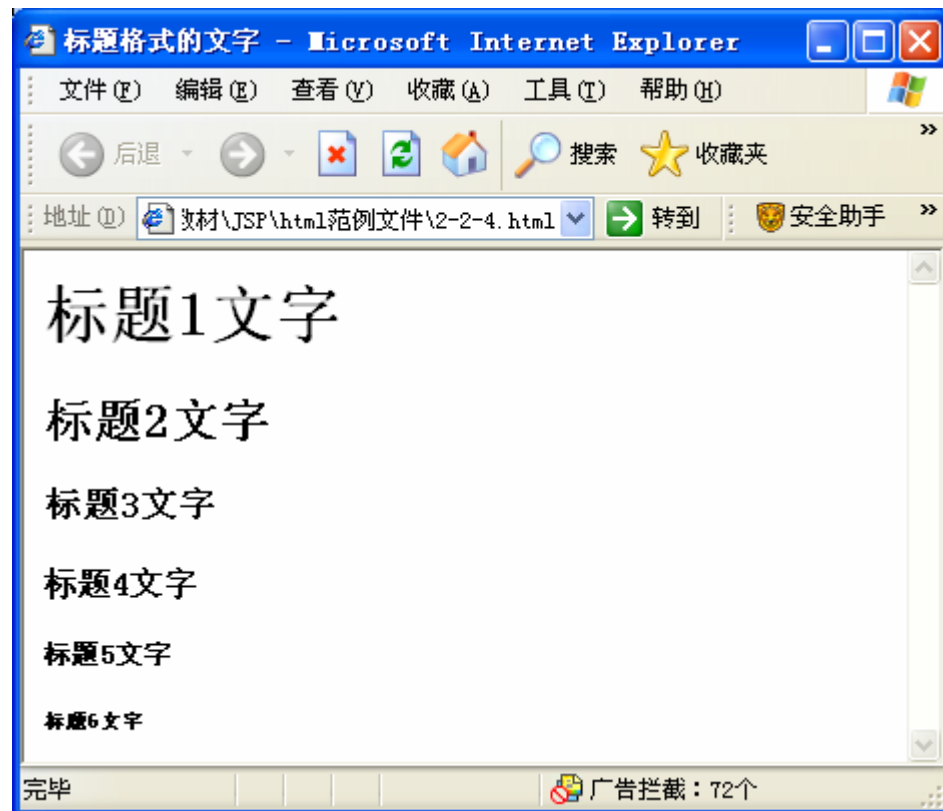 标题格式的文字 - Microsoft Internet Explorer
文件(F) 编辑(E) 查看(V) 收藏(A) 工具(T) 帮助(H)
后退 搜索 收藏夹 »
地址(D) 教材\JSP\html范例文件\2-2-4.html 转到 安全助手 »
标题1文字
标题2文字
标题3文字
标题4文字
标题5文字
标题6文字
完毕 广告拦截：72个